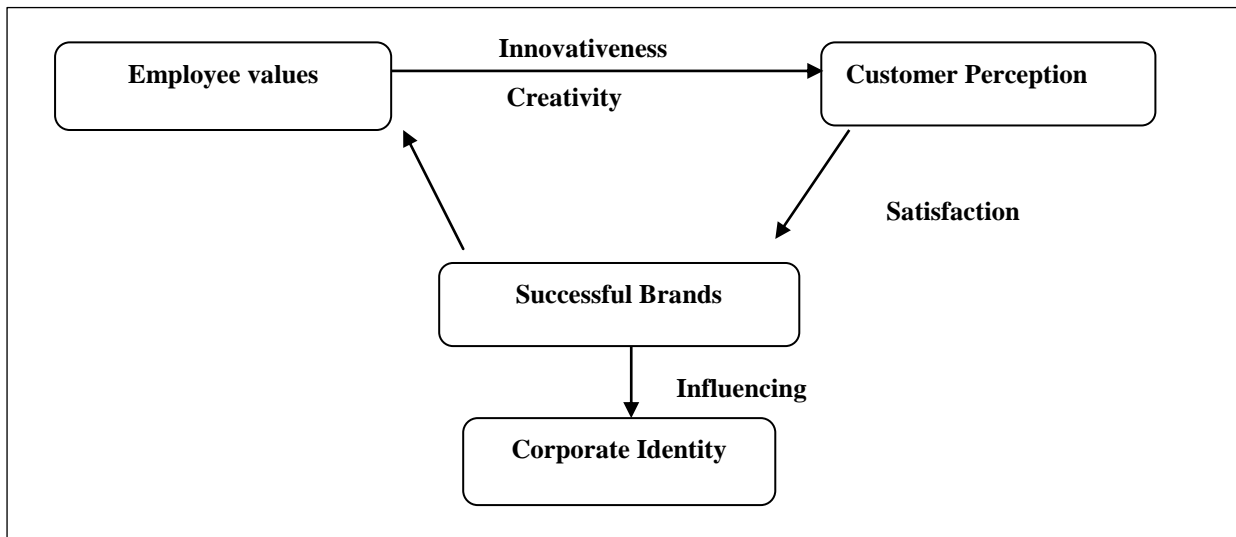 Innovativeness
Employee values
Customer Perception
Creativity
Satisfaction
Successful Brands
Influencing
Corporate Identity